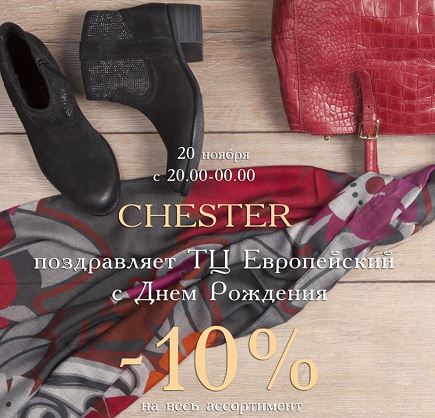 20 ноября
с 20.00-00.00
CHESTER
поздравляет ТЦ Европейский
с Днем Рождения
-10%
на весь ассортимент